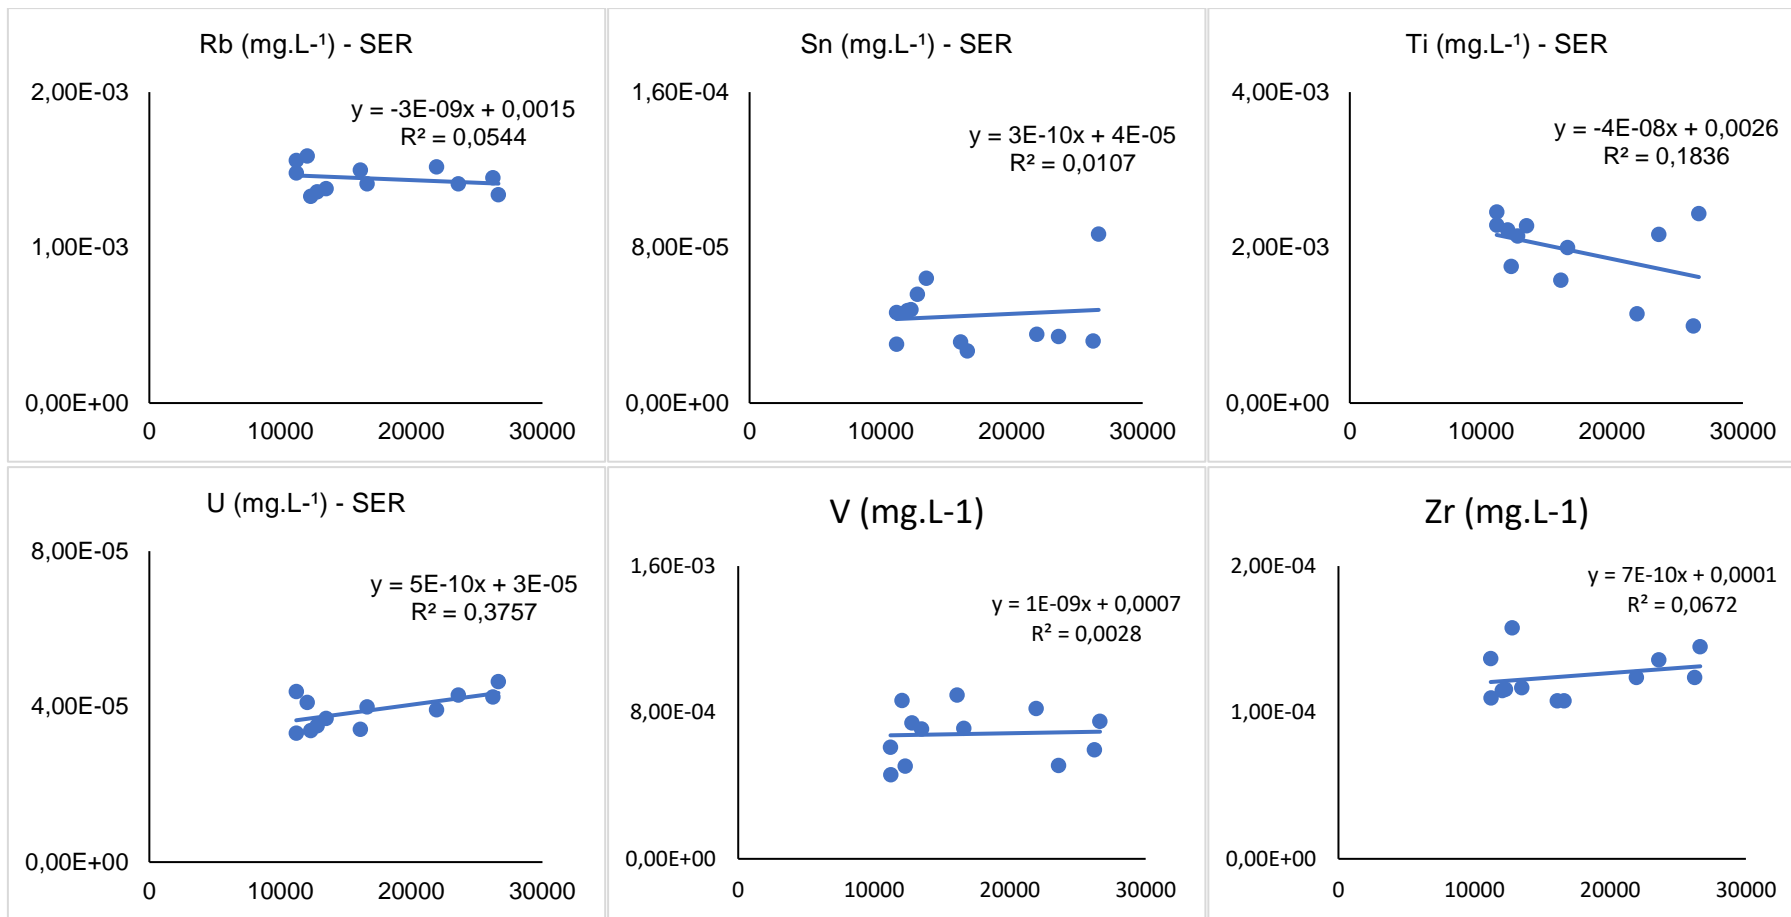 Rb (mg.L-¹) - SER
2,00E-03
y = -3E-09x + 0,0015
R² = 0,0544
1,00E-03
0,00E+00
0 10000 20000 30000
Sn (mg.L-¹) - SER
1,60E-04
y = 3E-10x + 4E-05
R² = 0,0107
8,00E-05
0,00E+00
0 10000 20000 30000
Ti (mg.L-¹) - SER
4,00E-03
y = -4E-08x + 0,0026
R² = 0,1836
2,00E-03
0,00E+00
0 10000 20000 30000
U (mg.L-¹) - SER
8,00E-05
y = 5E-10x + 3E-05
R² = 0,3757
4,00E-05
0,00E+00
0 10000 20000 30000
V (mg.L-1)
1,60E-03
y = 1E-09x + 0,0007
R² = 0,0028
8,00E-04
0,00E+00
0 10000 20000 30000
Zr (mg.L-1)
2,00E-04
y = 7E-10x + 0,0001
R² = 0,0672
1,00E-04
0,00E+00
0 10000 20000 30000